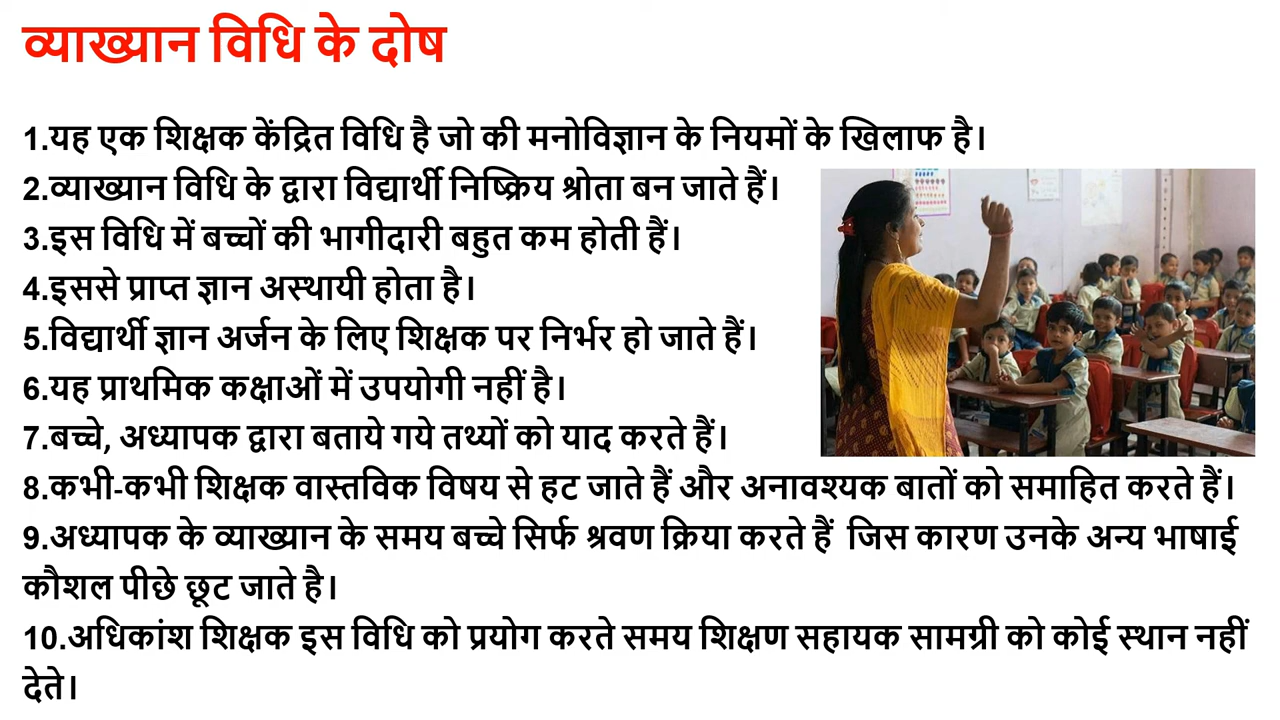 व्याख्यान विधि के दोष
1.यह एक शिक्षक केंद्रित विधि है जो की मनोविज्ञान के नियमों के खिलाफ है।
2.व्याख्यान विधि के द्वारा विद्यार्थी निष्क्रिय श्रोता बन जाते हैं।
3.इस विधि में बच्चों की भागीदारी बहुत कम होती हैं।
4.इससे प्राप्त ज्ञान अस्थायी होता है।
5.विद्यार्थी ज्ञान अर्जन के लिए शिक्षक पर निर्भर हो जाते हैं।
6.यह प्राथमिक कक्षाओं में उपयोगी नहीं है।
7.बच्चे, अध्यापक द्वारा बताये गये तथ्यों को याद करते हैं।
8.कभी-कभी शिक्षक वास्तविक विषय से हट जाते हैं और अनावश्यक बातों को समाहित करते हैं।
9.अध्यापक के व्याख्यान के समय बच्चे सिर्फ श्रवण क्रिया करते हैं  जिस कारण उनके अन्य भाषाई
कौशल पीछे छूट जाते है।
10.अधिकांश शिक्षक इस विधि को प्रयोग करते समय शिक्षण सहायक सामग्री को कोई स्थान नहीं
देते।